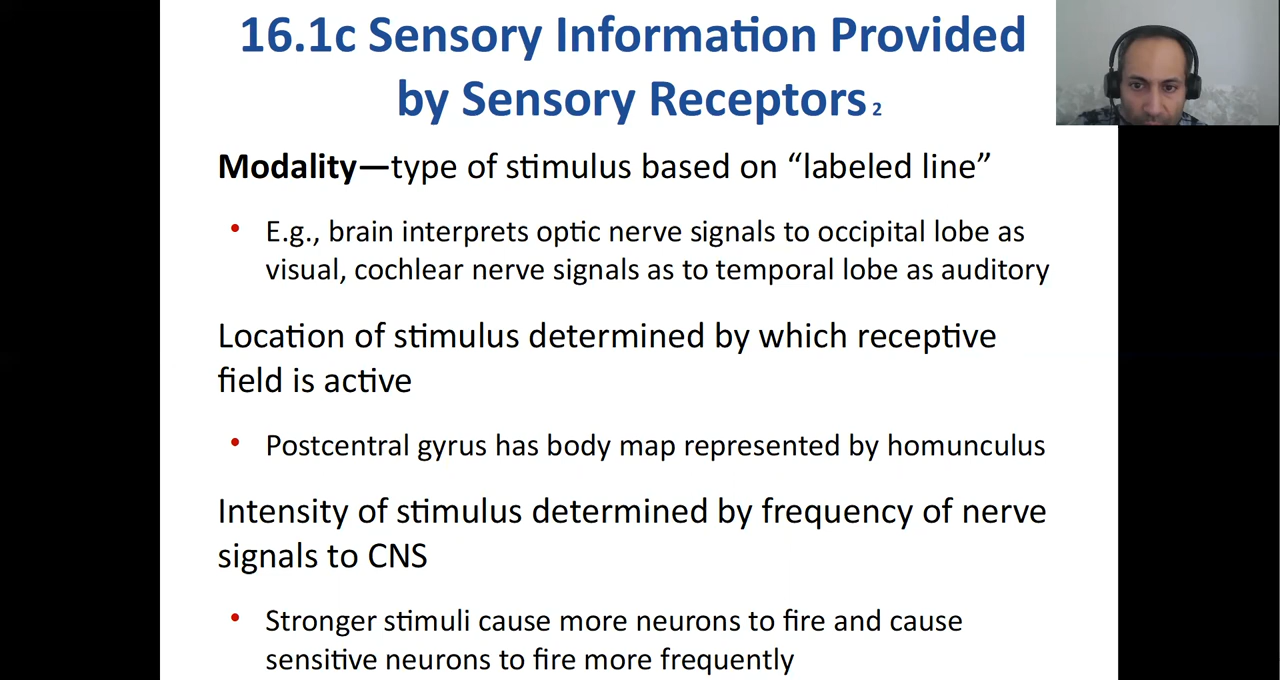 16.1c Sensory Information Provided
by Sensory Receptors 2
Modality—type of stimulus based on “labeled line”
• E.g., brain interprets optic nerve signals to occipital lobe as
visual, cochlear nerve signals as to temporal lobe as auditory
Location of stimulus determined by which receptive
field is active
• Postcentral gyrus has body map represented by homunculus
Intensity of stimulus determined by frequency of nerve
signals to CNS
• Stronger stimuli cause more neurons to fire and cause
sensitive neurons to fire more frequently